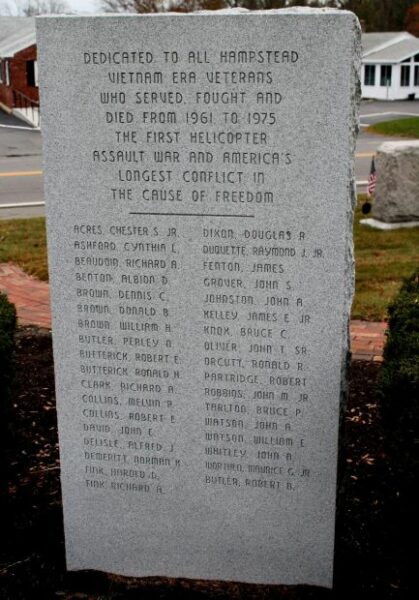 DEDICATED TO ALL HAMPSTEAD
VIETNAM ERA VETERANS
WHO SERVED, FOUGHT AND
DIED FROM 1961 TO 1975
THE FIRST HELICOPTER
ASSAULT WAR AND AMERICA'S
LONGEST CONFLICT IN
THE CAUSE OF FREEDOM
ACRES, CHESTER S. JR.
ASHFORD, CYNTHIA L.
BEAUDOIN, RICHARD A.
BENTON, ALBION D.
BROWN, DENNIS C.
BROWN, DONALD B.
BROWN, WILLIAM H.
BUTLER, PERLEY N.
BUTTERICK, ROBERT E.
BUTTERICK, RONALD H.
CLARK, RICHARD A.
COLLINS, MELVIN R.
COLLINS, ROBERT E.
DAVID, JOHN E.
DELISLE, ALFRED J.
DEMERITT, NORMAN K.
FINK, HAROLD D.
FINK, RICHARD A.
DIXON, DOUGLAS R.
DUQUETTE, RAYMOND J. JR.
FENTON, JAMES
GROVER, JOHN S.
JOHNSTON, JOHN A.
KELLEY, JAMES E. JR.
KNOX, BRUCE C.
OLIVER, JOHN T. SR.
ORCUTT, RONALD R.
PARTRIDGE, ROBERT
ROBBINS, JOHN M. JR.
TARLTON, BRUCE P.
WATSON, JOHN A.
WATSON, WILLIAM E.
WHITLEY, JOHN A.
WORTHEN, MAURICE G. JR.
BUTLER, ROBERT N.